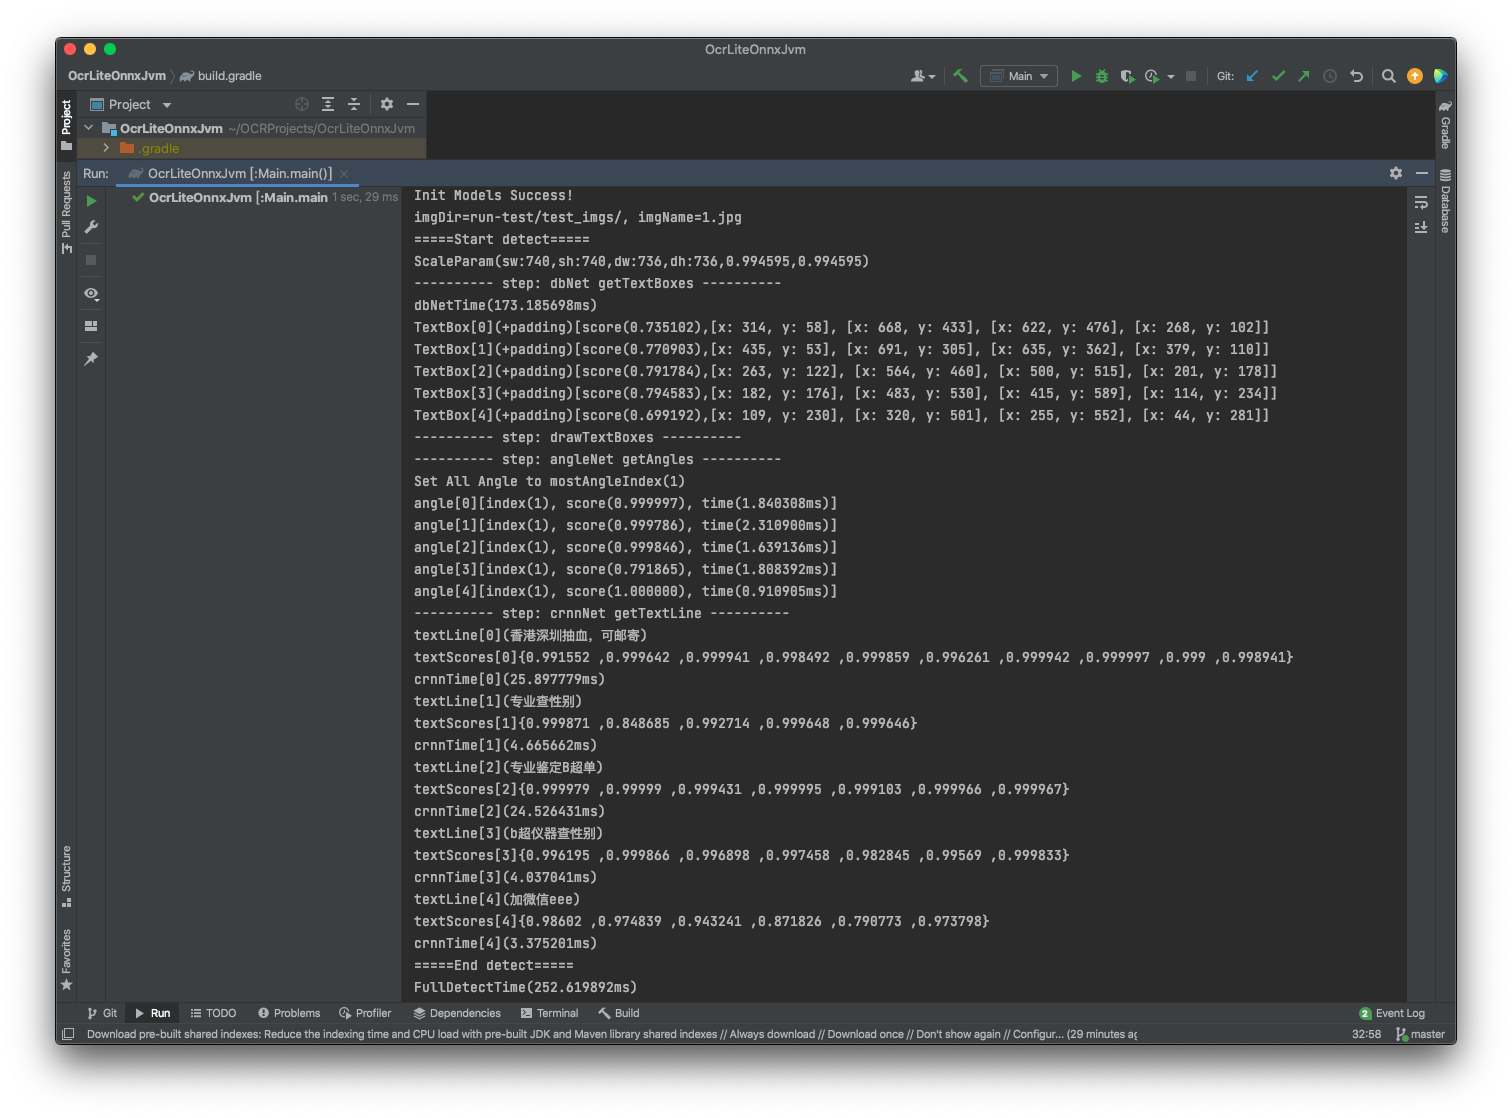 OcrLiteOnnxJvm
OcrLiteOnnxJvm build.gradle Main Git:
Project
OcrLiteOnnxJvm ~/OCRProjects/OcrLiteOnnxJvm
.gradle
Run: OcrLiteOnnxJvm [:Main.main()]
OcrLiteOnnxJvm [:Main.main 1 sec, 29 ms
Init Models Success!
imgDir=run-test/test_imgs/, imgName=1.jpg
=====Start detect=====
ScaleParam(sw:740,sh:740,dw:736,dh:736,0.994595,0.994595)
---------- step: dbNet getTextBoxes ----------
dbNetTime(173.185698ms)
TextBox[0](+padding)[score(0.735102),[x: 314, y: 58], [x: 668, y: 433], [x: 622, y: 476], [x: 268, y: 102]]
TextBox[1](+padding)[score(0.770903),[x: 435, y: 53], [x: 691, y: 305], [x: 635, y: 362], [x: 379, y: 110]]
TextBox[2](+padding)[score(0.791784),[x: 263, y: 122], [x: 564, y: 460], [x: 500, y: 515], [x: 201, y: 178]]
TextBox[3](+padding)[score(0.794583),[x: 182, y: 176], [x: 483, y: 530], [x: 415, y: 589], [x: 114, y: 234]]
TextBox[4](+padding)[score(0.699192),[x: 109, y: 230], [x: 320, y: 501], [x: 255, y: 552], [x: 44, y: 281]]
---------- step: drawTextBoxes ----------
---------- step: angleNet getAngles ----------
Set All Angle to mostAngleIndex(1)
angle[0][index(1), score(0.999997), time(1.840308ms)]
angle[1][index(1), score(0.999786), time(2.310900ms)]
angle[2][index(1), score(0.999846), time(1.639136ms)]
angle[3][index(1), score(0.791865), time(1.808392ms)]
angle[4][index(1), score(1.000000), time(0.910905ms)]
---------- step: crnnNet getTextLine ----------
textLine[0](香港深圳抽血，可邮寄)
textScores[0]{0.991552 ,0.999642 ,0.999941 ,0.998492 ,0.999859 ,0.996261 ,0.999942 ,0.999997 ,0.999 ,0.998941}
crnnTime[0](25.897779ms)
textLine[1](专业查性别)
textScores[1]{0.999871 ,0.848685 ,0.992714 ,0.999648 ,0.999646}
crnnTime[1](4.665662ms)
textLine[2](专业鉴定B超单)
textScores[2]{0.999979 ,0.99999 ,0.999431 ,0.999995 ,0.999103 ,0.999966 ,0.999967}
crnnTime[2](24.526431ms)
textLine[3](b超仪器查性别)
textScores[3]{0.996195 ,0.999866 ,0.996898 ,0.997458 ,0.982845 ,0.99569 ,0.999833}
crnnTime[3](4.037041ms)
textLine[4](加微信eee)
textScores[4]{0.98602 ,0.974839 ,0.943241 ,0.871826 ,0.790773 ,0.973798}
crnnTime[4](3.375201ms)
=====End detect=====
FullDetectTime(252.619892ms)
Project
Pull Requests
Structure
Favorites
Gradle
Database
Git Run TODO Problems Profiler Dependencies Terminal Build 2 Event Log
Download pre-built shared indexes: Reduce the indexing time and CPU load with pre-built JDK and Maven library shared indexes // Always download // Download once // Don't show again // Configur... (29 minutes ag 32:58 master